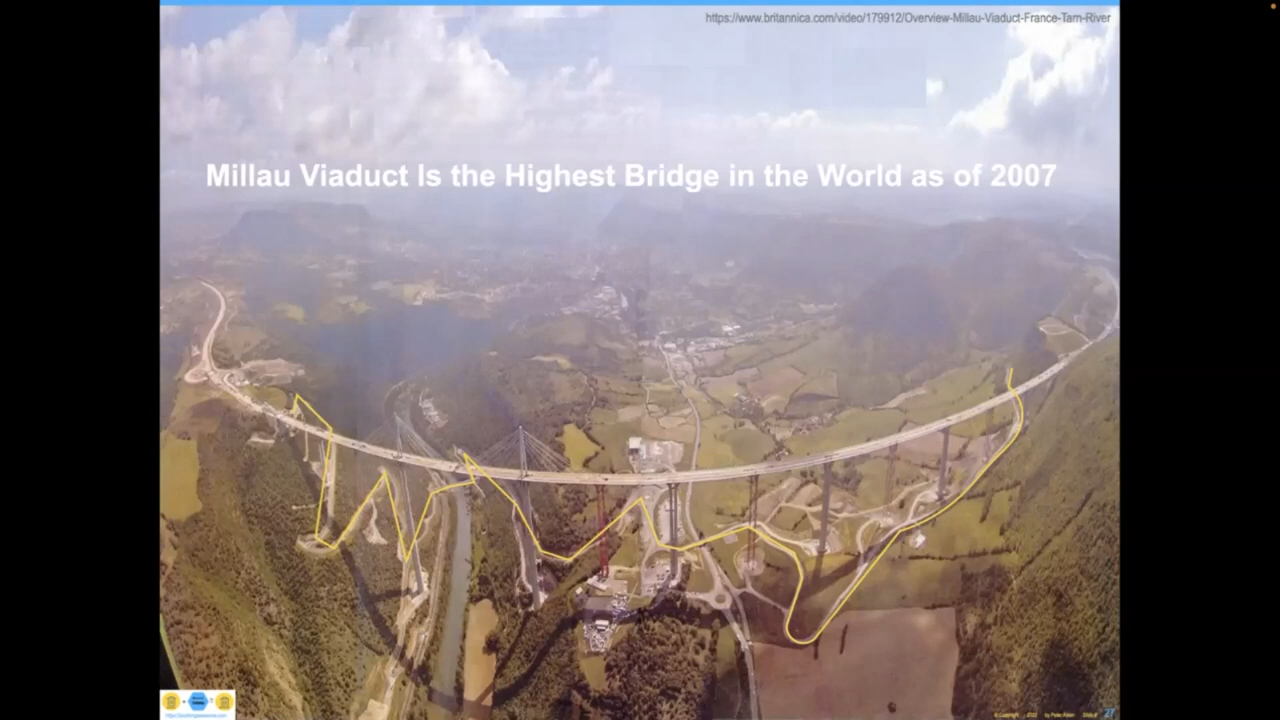 https://www.britannica.com/video/179912/Overview-Millau-Viaduct-France-Tarn-River
Millau Viaduct Is the Highest Bridge in the World as of 2007
27